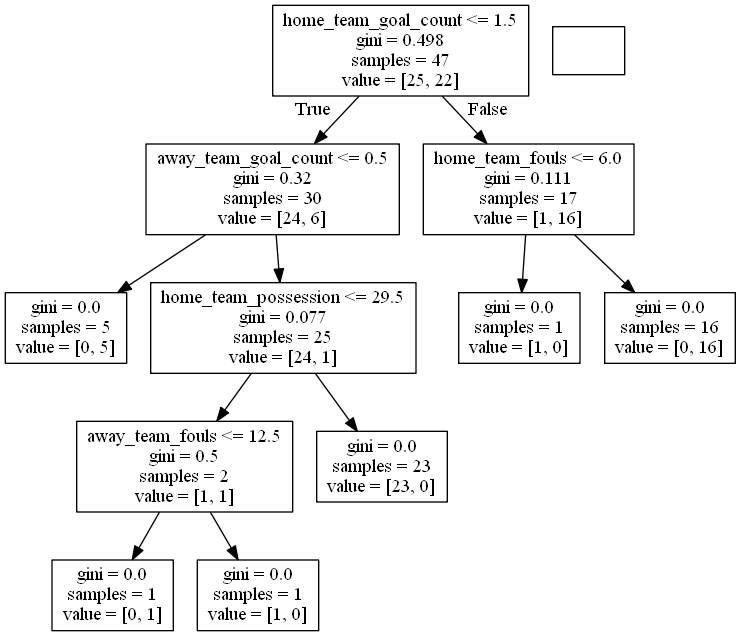 home_team_goal_count <= 1.5
gini = 0.498
samples = 47
value = [25, 22]
True
False
away_team_goal_count <= 0.5
gini = 0.32
samples = 30
value = [24, 6]
home_team_fouls <= 6.0
gini = 0.111
samples = 17
value = [1, 16]
gini = 0.0
samples = 5
value = [0, 5]
home_team_possession <= 29.5
gini = 0.077
samples = 25
value = [24, 1]
gini = 0.0
samples = 1
value = [1, 0]
gini = 0.0
samples = 16
value = [0, 16]
away_team_fouls <= 12.5
gini = 0.5
samples = 2
value = [1, 1]
gini = 0.0
samples = 23
value = [23, 0]
gini = 0.0
samples = 1
value = [0, 1]
gini = 0.0
samples = 1
value = [1, 0]